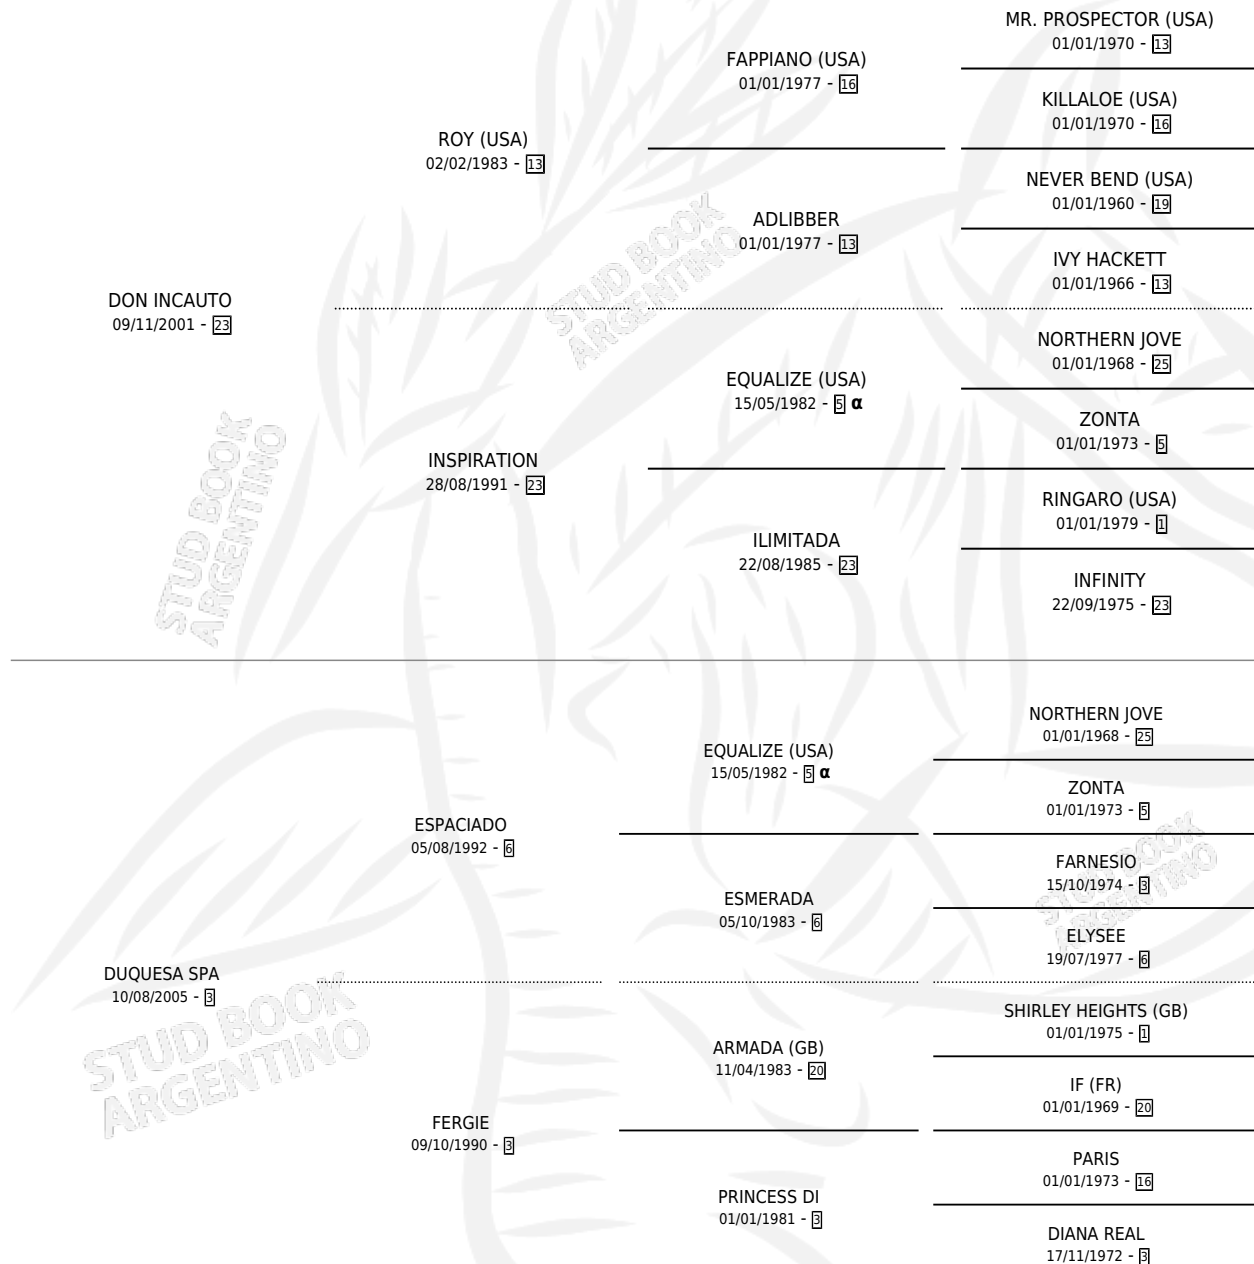 MR. PROSPECTOR (USA)
01/01/1970 - 13
FAPPIANO (USA)
01/01/1977 - 16
KILLALOE (USA)
01/01/1970 - 16
ROY (USA)
02/02/1983 - 13
NEVER BEND (USA)
01/01/1960 - 19
ADLIBBER
01/01/1977 - 13
IVY HACKETT
01/01/1966 - 13
DON INCAUTO
09/11/2001 - 23
NORTHERN JOVE
01/01/1968 - 25
EQUALIZE (USA)
15/05/1982 - 5 α
ZONTA
01/01/1973 - 5
INSPIRATION
28/08/1991 - 23
RINGARO (USA)
01/01/1979 - 1
ILIMITADA
22/08/1985 - 23
INFINITY
22/09/1975 - 23
NORTHERN JOVE
01/01/1968 - 25
EQUALIZE (USA)
15/05/1982 - 5 α
ZONTA
01/01/1973 - 5
ESPACIADO
05/08/1992 - 6
FARNESIO
15/10/1974 - 3
ESMERADA
05/10/1983 - 6
ELYSEE
19/07/1977 - 6
DUQUESA SPA
10/08/2005 - 3
SHIRLEY HEIGHTS (GB)
01/01/1975 - 1
ARMADA (GB)
11/04/1983 - 20
IF (FR)
01/01/1969 - 20
FERGIE
09/10/1990 - 3
PARIS
01/01/1973 - 16
PRINCESS DI
01/01/1981 - 3
DIANA REAL
17/11/1972 - 3
STUD BOOK
ARGENTINO
STUD BOOK
ARGENTINO
STUD BOOK
ARGENTINO
STUD BOOK
ARGENTINO